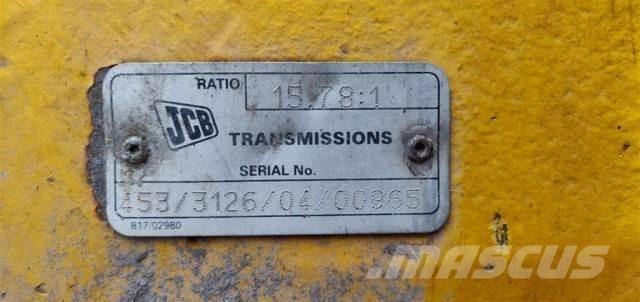 RATIO 15.78:1
JCB
TRANSMISSIONS
SERIAL No.
453/3126/04/00965
817/02980
MASCUS